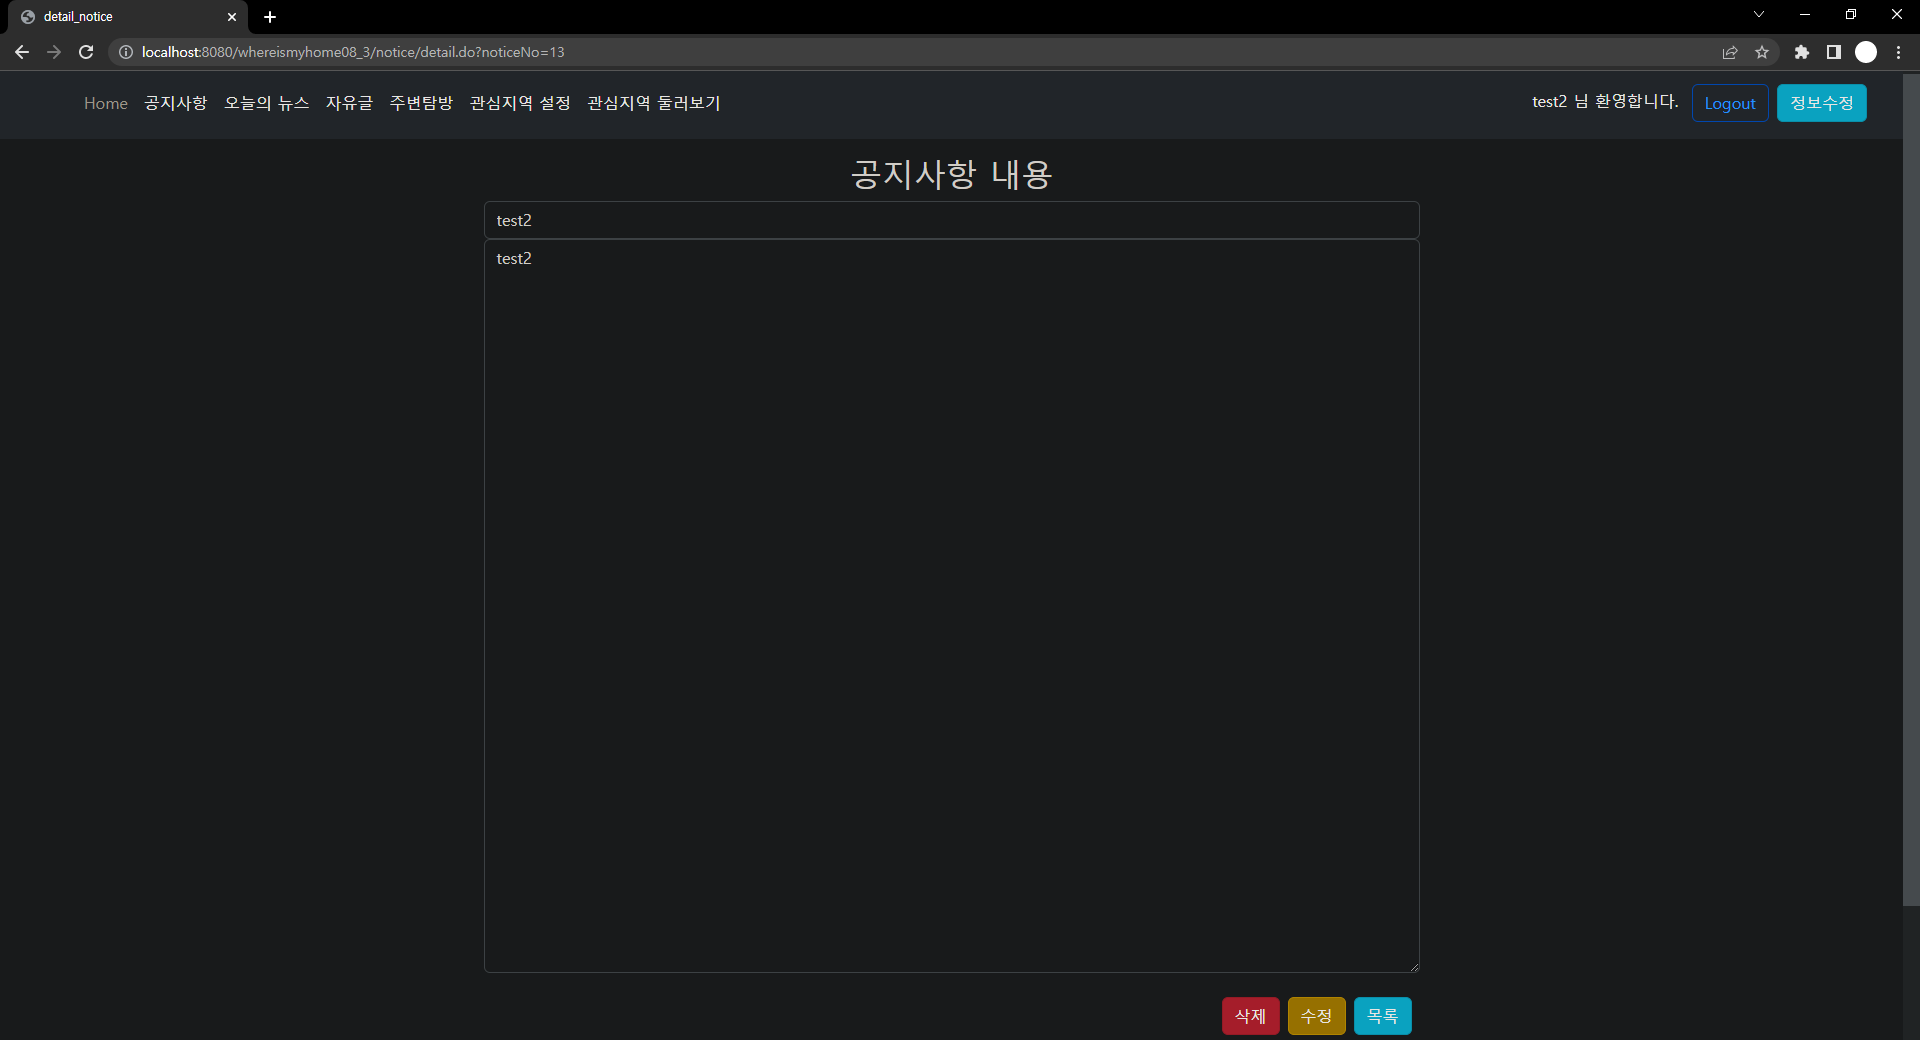 detail_notice
localhost:8080/whereismyhome08_3/notice/detail.do?noticeNo=13
Home 공지사항 오늘의 뉴스 자유글 주변탐방 관심지역 설정 관심지역 둘러보기 test2 님 환영합니다. Logout 정보수정
공지사항 내용
test2
test2
삭제 수정 목록